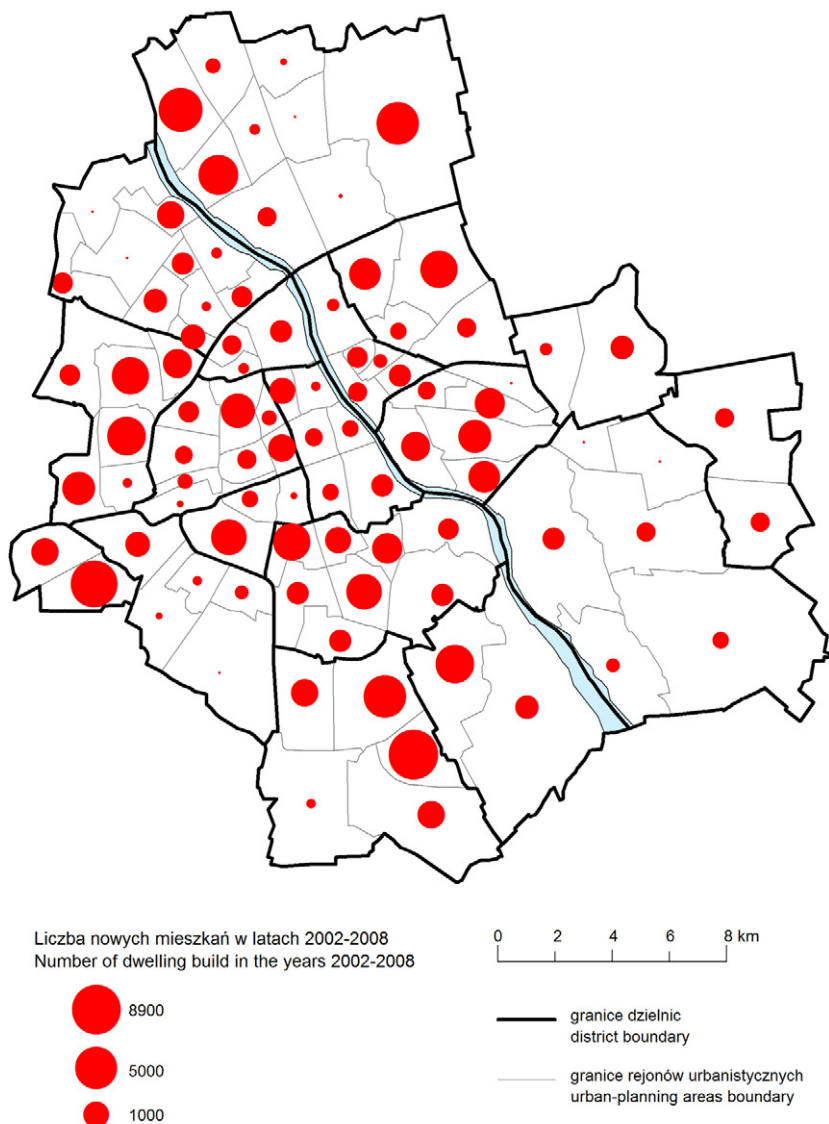 Liczba nowych mieszkań w latach 2002-2008
Number of dwelling build in the years 2002-2008
8900
5000
1000
0 2 4 6 8 km
granice dzielnic
district boundary
granice rejonów urbanistycznych
urban-planning areas boundary